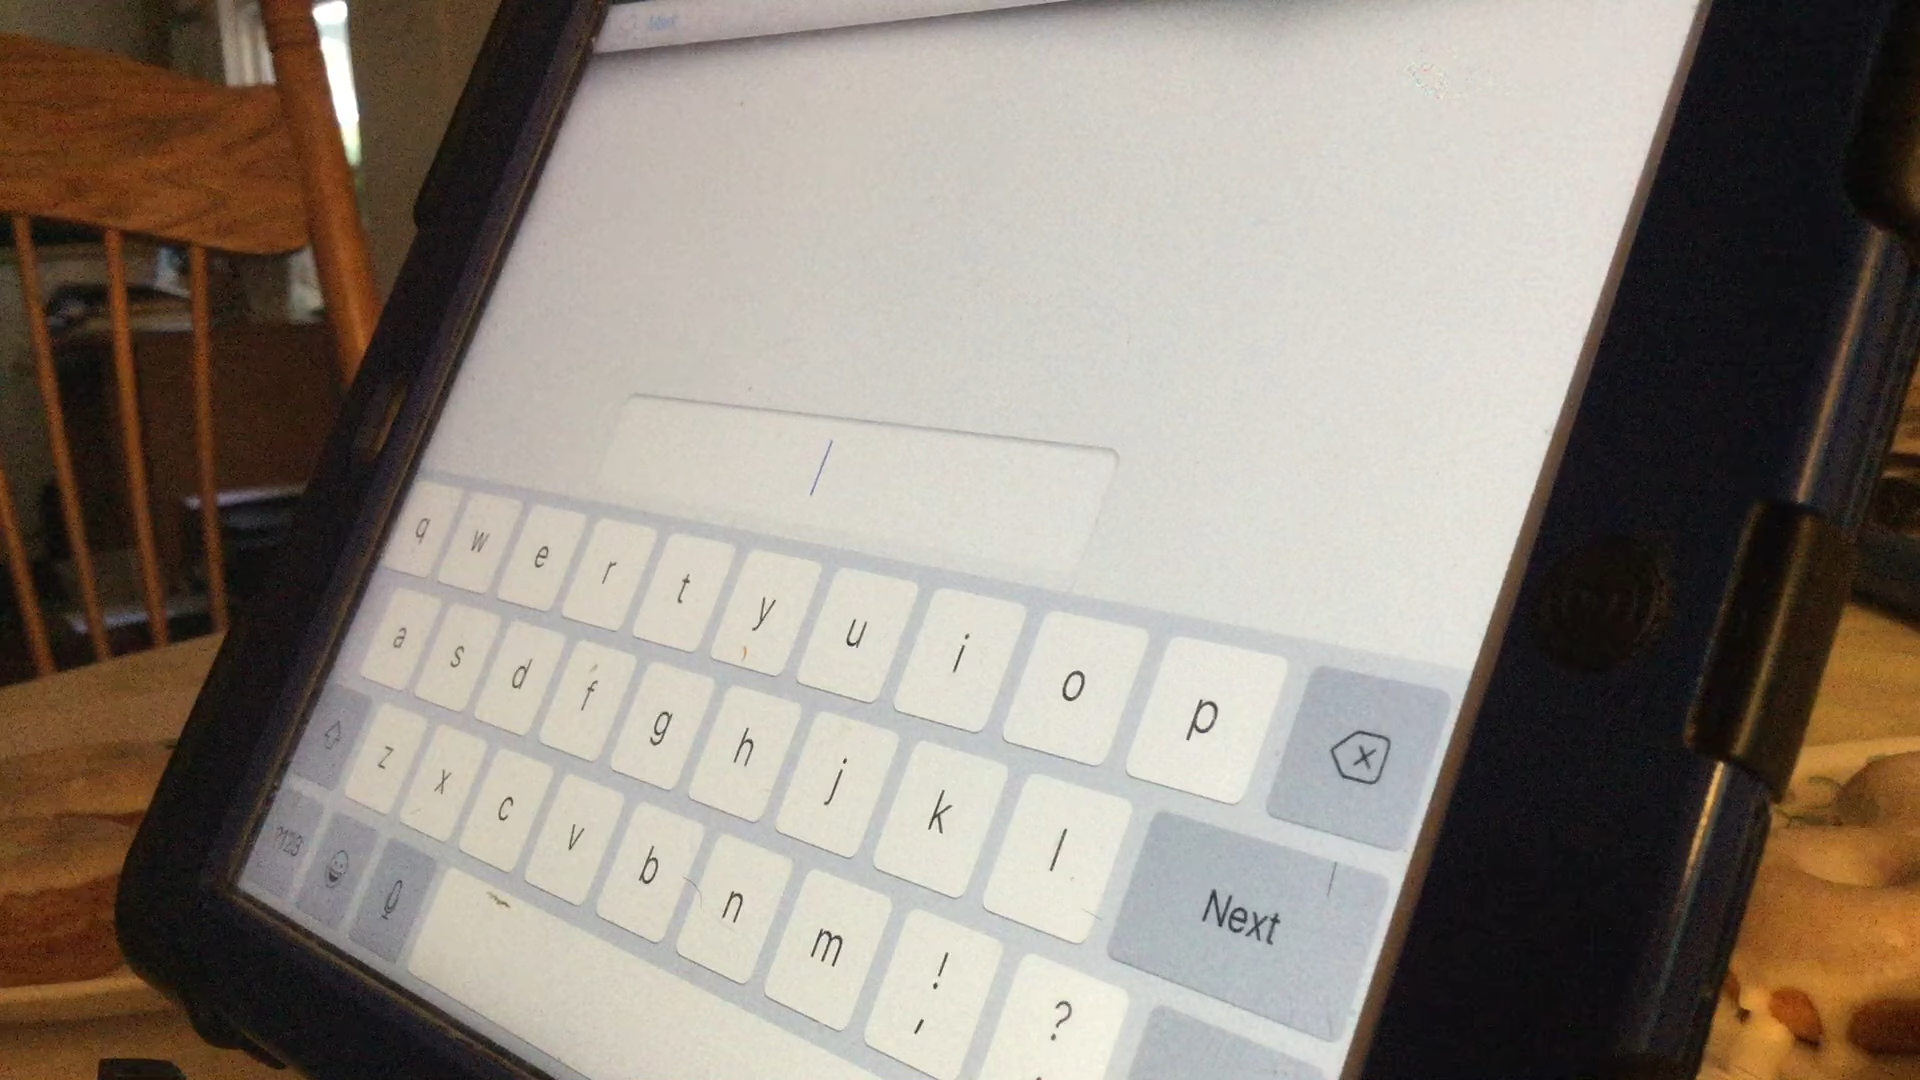 q w e r t y u i o p
a s d f g h j k l Next
z x c v b n m ! ?
,  .
?123